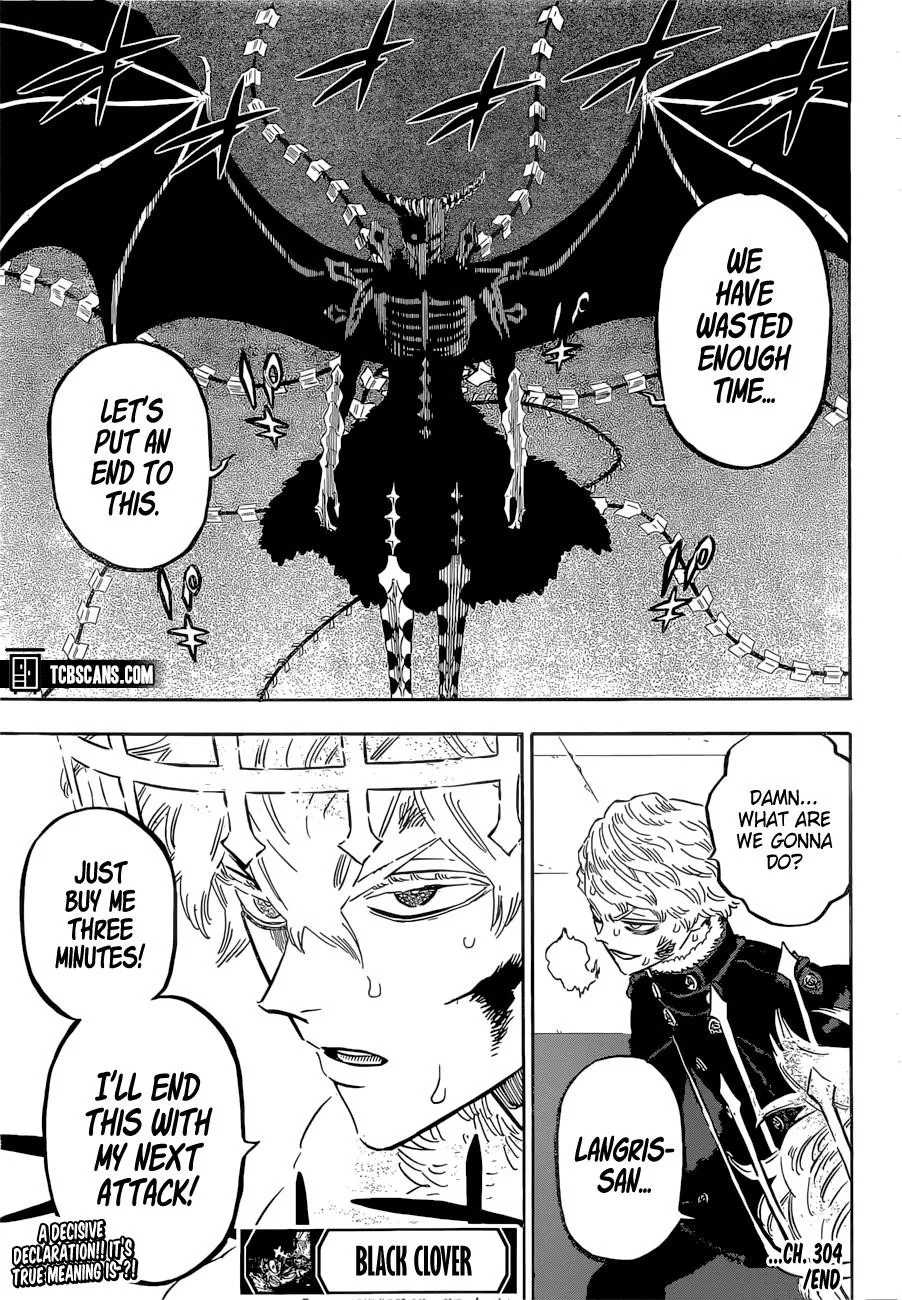 WE
HAVE
WASTED
ENOUGH
TIME...
LET'S
PUT AN
END TO
THIS.
TCBSCANS.COM
DAMN...
WHAT ARE
WE GONNA
DO?
LANGRIS-
SAN...
JUST
BUY ME
THREE
MINUTES!
I'LL END
THIS WITH
MY NEXT
ATTACK!
A DECISIVE
DECLARATION!! IT'S
TRUE MEANING IS-?!
BLACK CLOVER
...CH. 304
/END